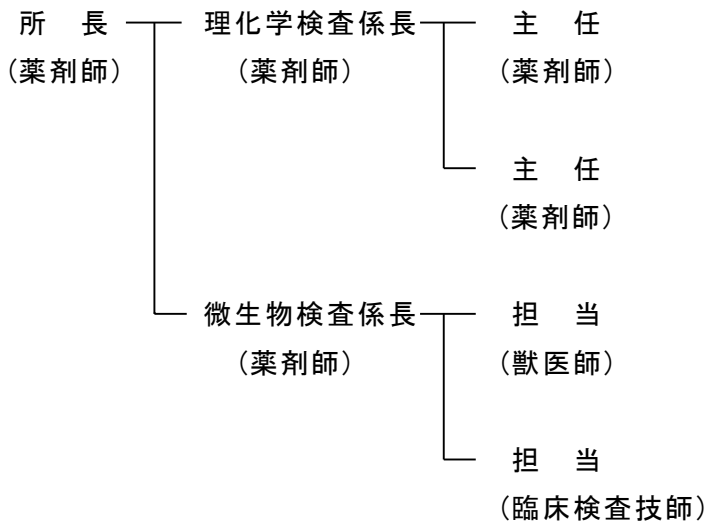 所　長　理化学検査係長　主　任
(薬剤師)　(薬剤師)　(薬剤師)
主　任
(薬剤師)
微生物検査係長　担　当
(薬剤師)　(獣医師)
担　当
(臨床検査技師)